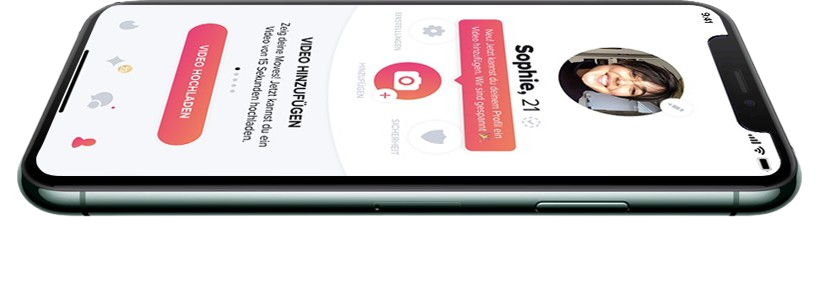 9:41
Sophie, 21
Neu! Jetzt kannst du deinem Profil ein
Video hinzufügen. Wir sind gespannt 🎉
EINSTELLUNGEN
HINZUFÜGEN
SICHERHEIT
VIDEO HINZUFÜGEN
Zeig deine Moves! Jetzt kannst du ein
Video von 15 Sekunden hochladen.
VIDEO HOCHLADEN